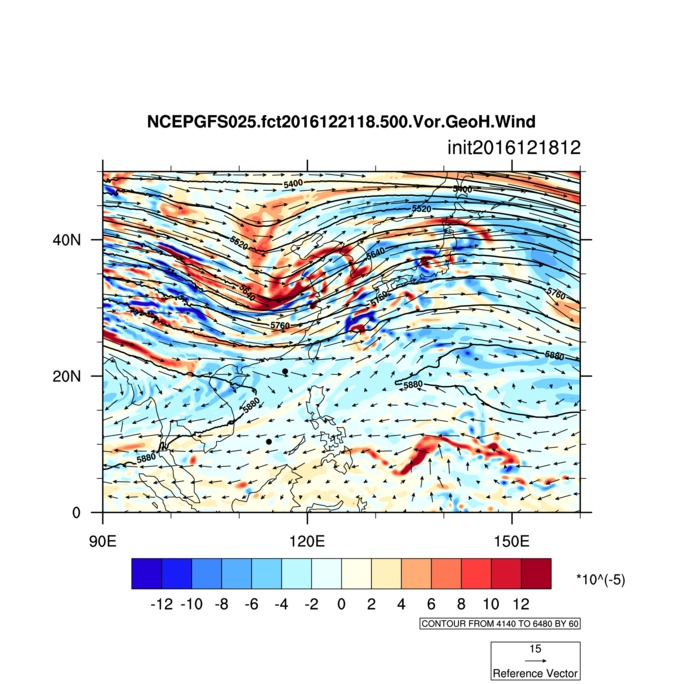 NCEPGFS025.fct2016122118.500.Vor.GeoH.Wind
init2016121812
5400
5400
5520
5520
40N
5640
5640
5760
5760
5760
5880
20N
5880
5880
5880
0
90E 120E 150E
-12 -10 -8 -6 -4 -2 0 2 4 6 8 10 12
*10^(-5)
CONTOUR FROM 4140 TO 6480 BY 60
15
Reference Vector